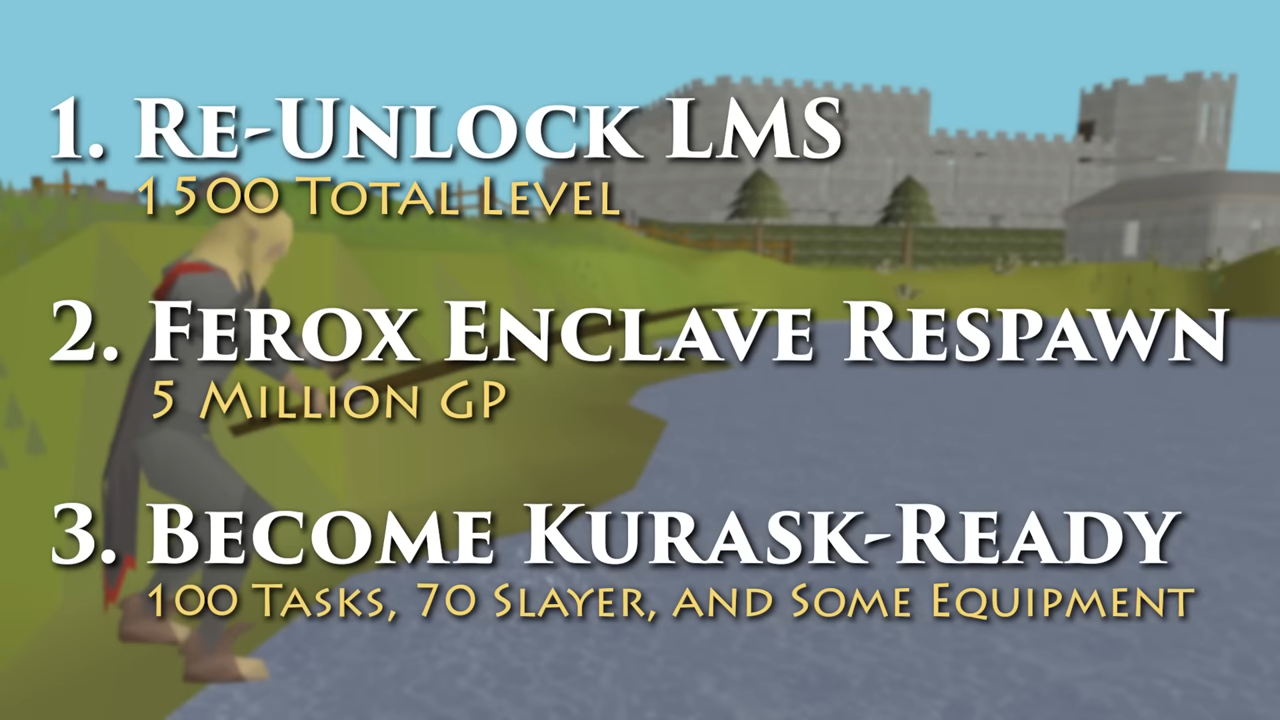 1. Re-Unlock LMS
1500 Total Level
2. Ferox Enclave Respawn
5 Million GP
3. Become Kurask-Ready
100 Tasks, 70 Slayer, and Some Equipment